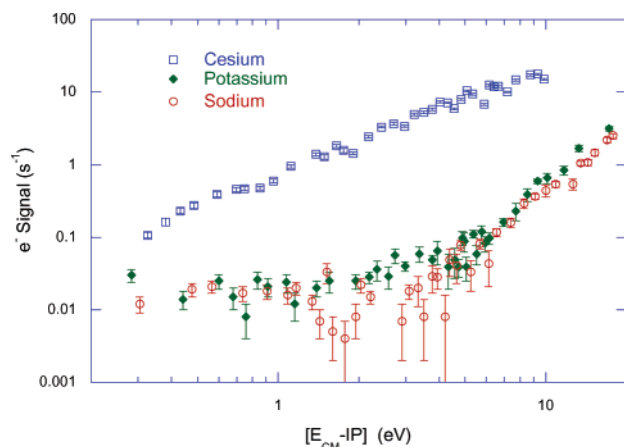 100
10
1
0.1
0.01
0.001
e⁻ Signal (s⁻¹)
Cesium
Potassium
Sodium
1
10
[E_CM-IP] (eV)